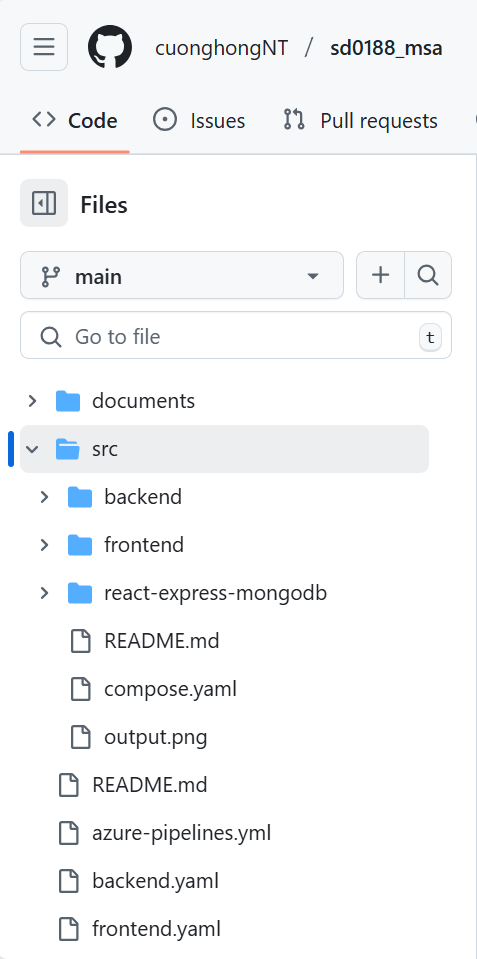 cuonghongNT / sd0188_msa
Code Issues Pull requests
Files
main
Go to file t
documents
src
backend
frontend
react-express-mongodb
README.md
compose.yaml
output.png
README.md
azure-pipelines.yml
backend.yaml
frontend.yaml